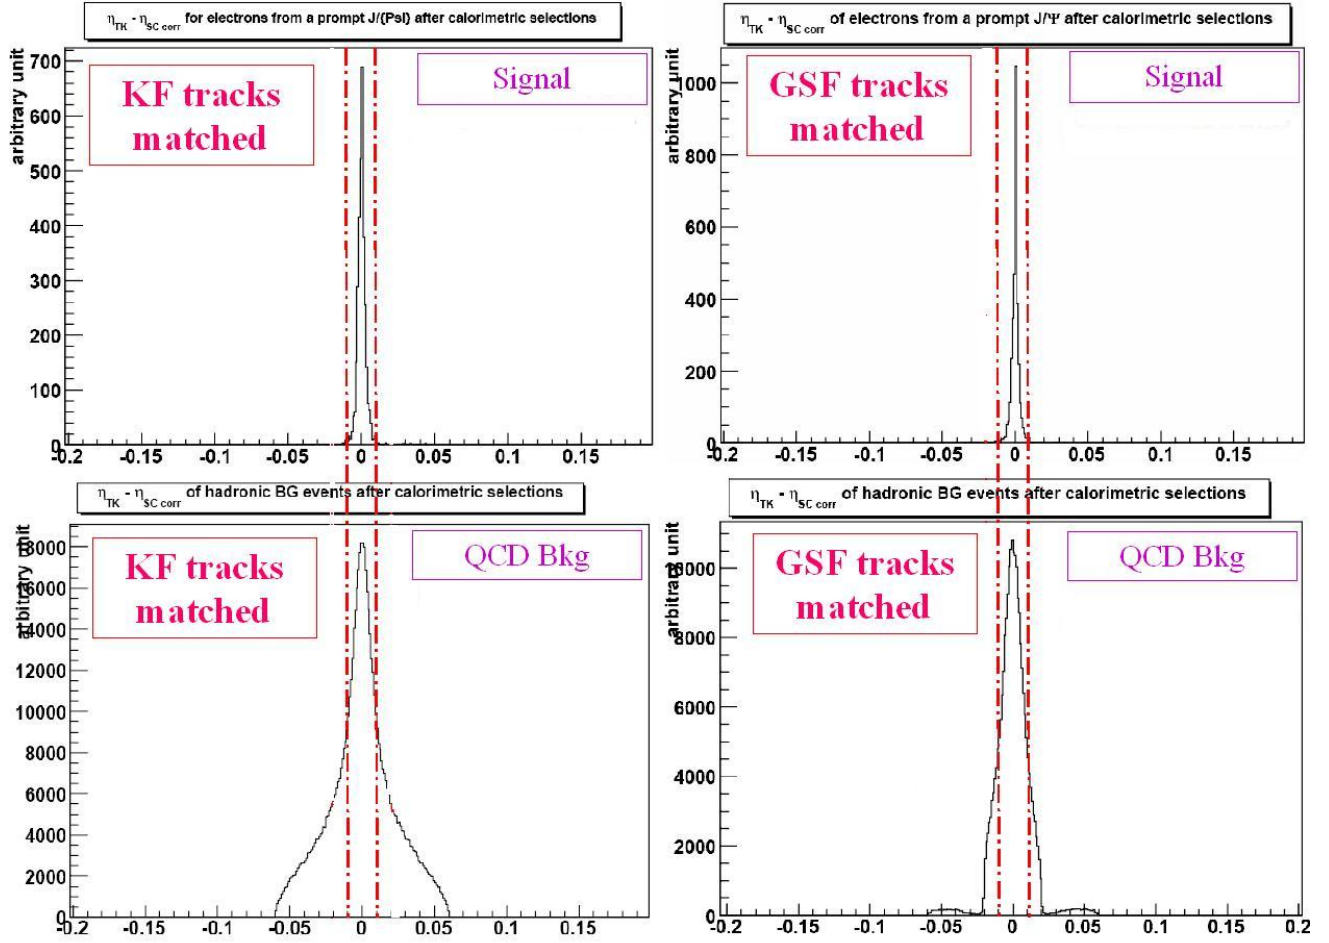 η_TK - η_SC corr for electrons from a prompt J/(Psi) after calorimetric selections
arbitrary unit
KF tracks
matched
Signal
700
600
500
400
300
200
100
0
-0.2 -0.15 -0.1 -0.05 0 0.05 0.1 0.15
η_TK - η_SC corr of electrons from a prompt J/Ψ after calorimetric selections
arbitrary unit
GSF tracks
matched
Signal
1000
800
600
400
200
0
-0.2 -0.15 -0.1 -0.05 0 0.05 0.1 0.15
η_TK - η_SC corr of hadronic BG events after calorimetric selections
arbitrary unit
KF tracks
matched
QCD Bkg
18000
16000
14000
12000
10000
8000
6000
4000
2000
0
-0.2 -0.15 -0.1 -0.05 0 0.05 0.1 0.15
η_TK - η_SC corr of hadronic BG events after calorimetric selections
arbitrary unit
GSF tracks
matched
QCD Bkg
10000
8000
6000
4000
2000
0
-0.2 -0.15 -0.1 -0.05 0 0.05 0.1 0.15 0.2